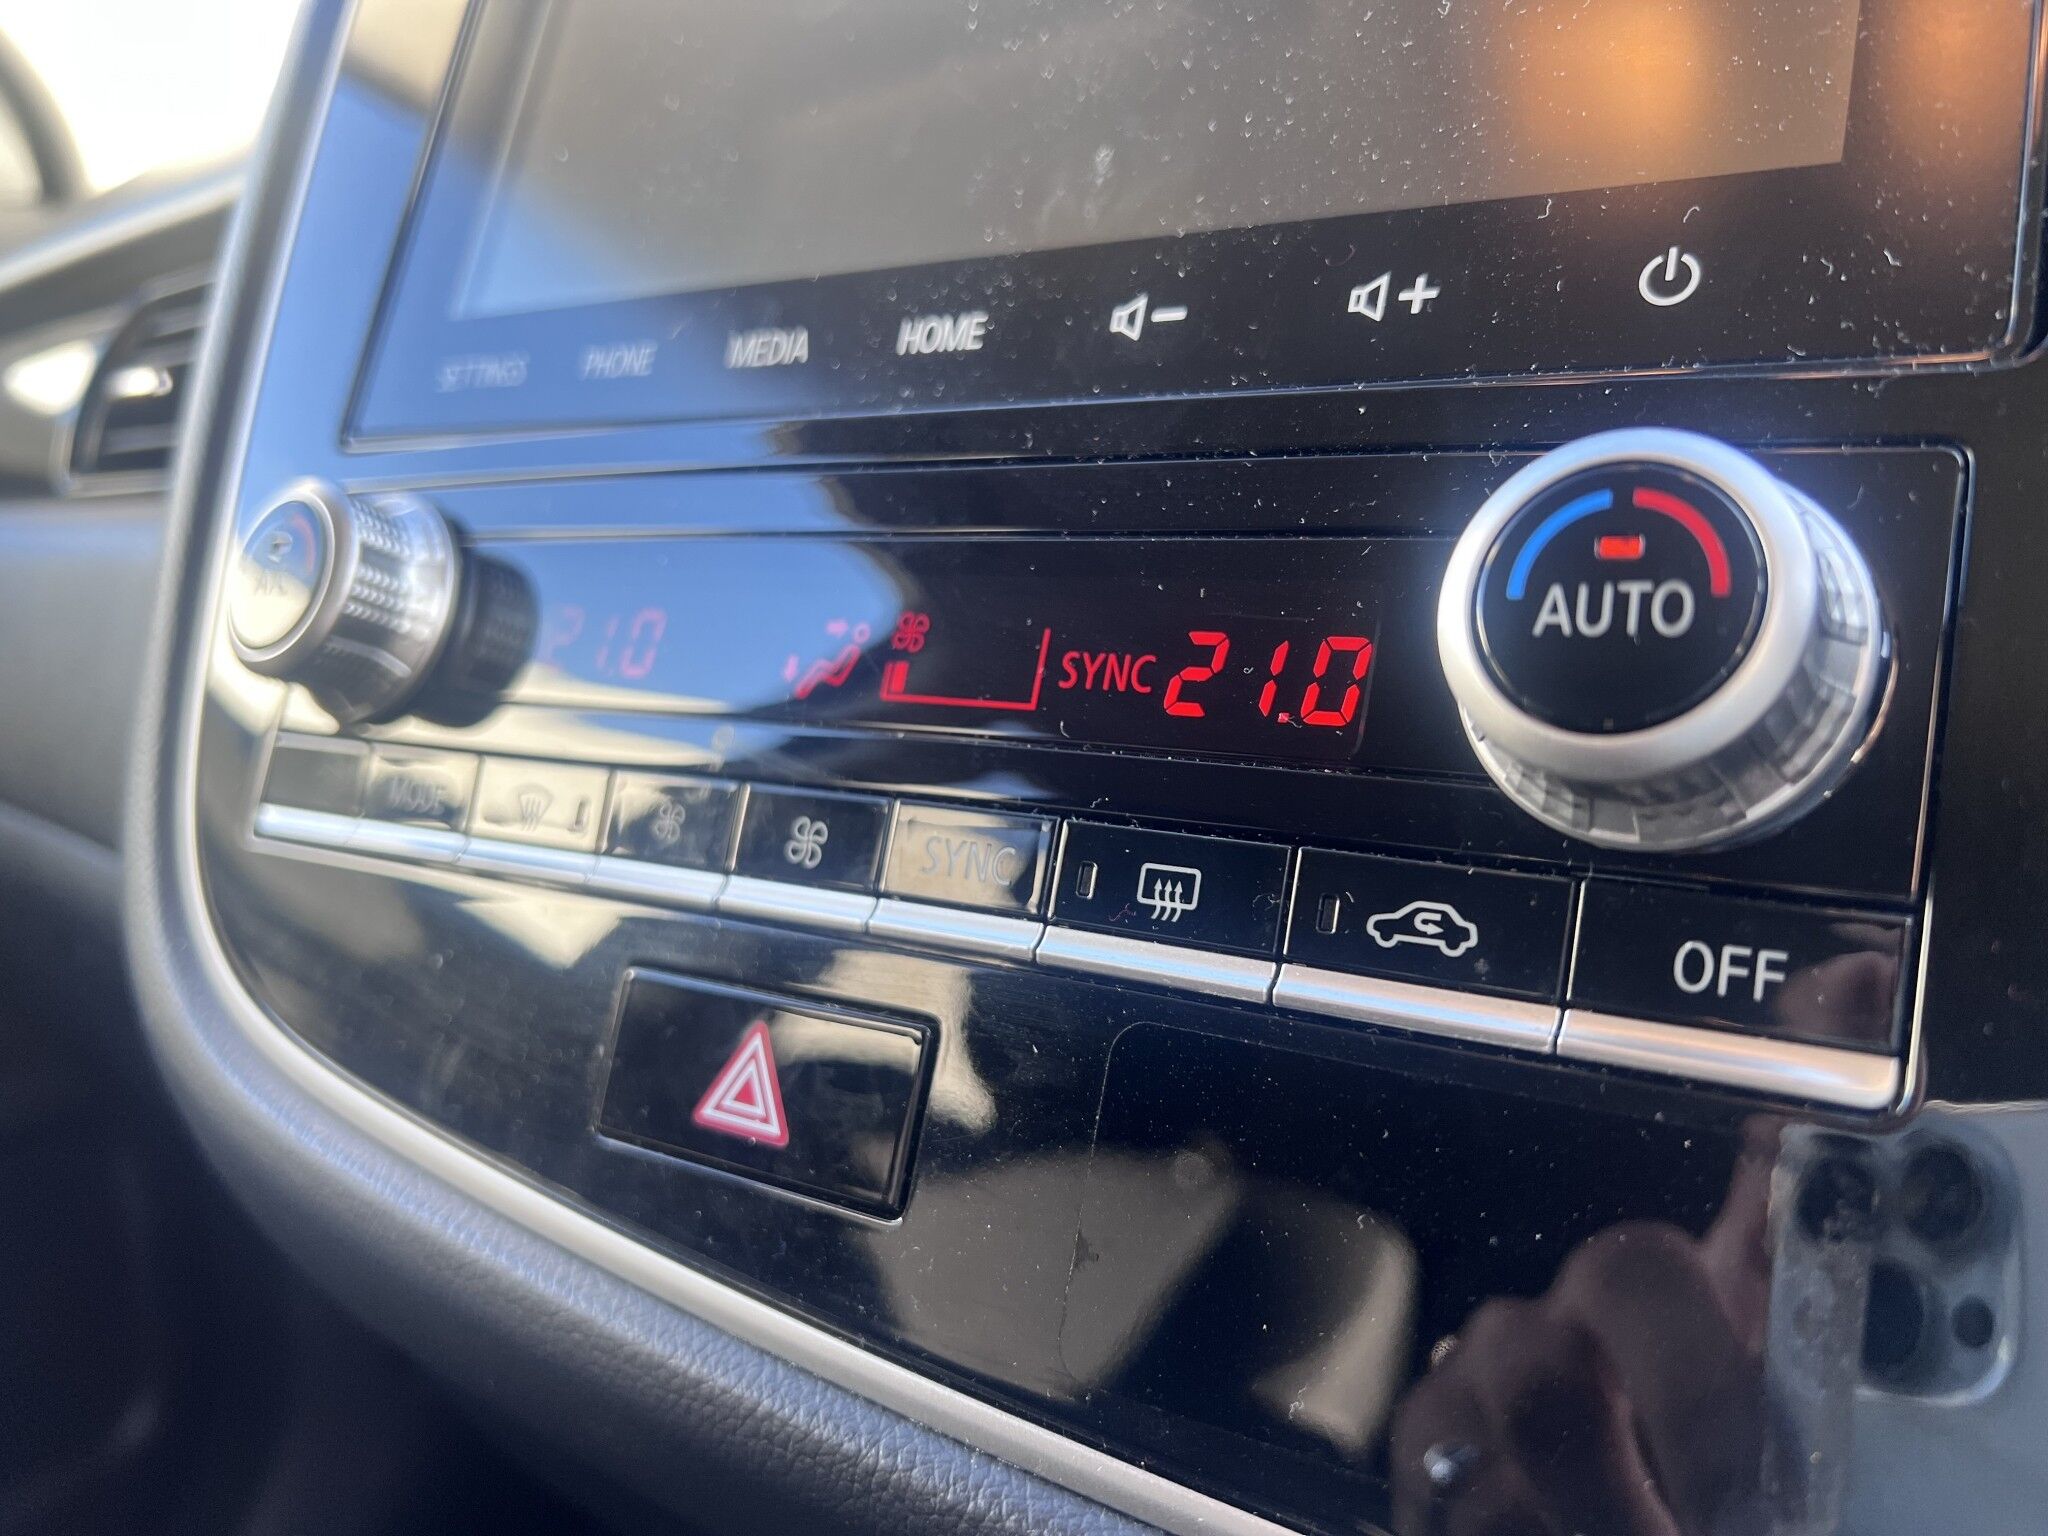 SETTINGS PHONE MEDIA HOME
21.0 SYNC 21.0
AUTO
MODE SYNC OFF